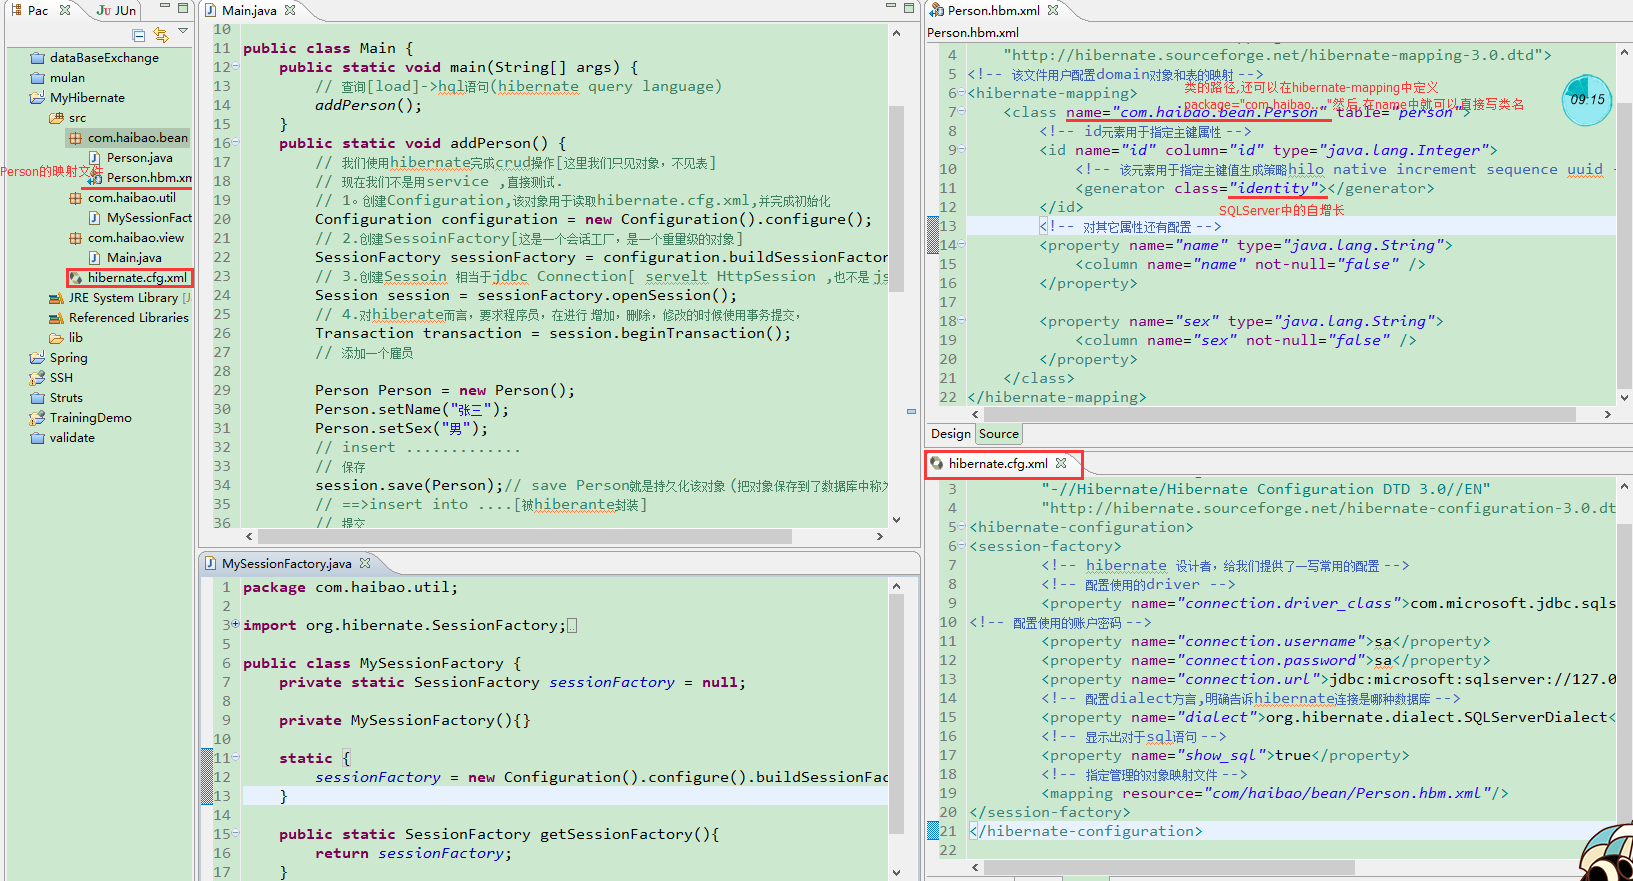 Pac
JUn
dataBaseExchange
mulan
MyHibernate
src
com.haibao.bean
Person.java
Person的映射文件
Person.hbm.xm
com.haibao.util
MySessionFact
com.haibao.view
Main.java
hibernate.cfg.xml
JRE System Library [J
Referenced Libraries
lib
Spring
SSH
Struts
TrainingDemo
validate
Main.java
10
11 public class Main {
12 public static void main(String[] args) {
13 // 查询[load]->hql语句(hibernate query language)
14 addPerson();
15 }
16 public static void addPerson() {
17 // 我们使用hibernate完成crud操作[这里我们只见对象，不见表]
18 // 现在我们不是用service ,直接测试.
19 // 1。创建Configuration,该对象用于读取hibernate.cfg.xml,并完成初始化
20 Configuration configuration = new Configuration().configure();
21 // 2.创建SessoinFactory[这是一个会话工厂，是一个重量级的对象]
22 SessionFactory sessionFactory = configuration.buildSessionFactor
23 // 3.创建Sessoin 相当于jdbc Connection[ servelt HttpSession ,也不是 js
24 Session session = sessionFactory.openSession();
25 // 4.对hiberate而言，要求程序员，在进行 增加，删除，修改的时候使用事务提交，
26 Transaction transaction = session.beginTransaction();
27 // 添加一个雇员
28
29 Person Person = new Person();
30 Person.setName("张三");
31 Person.setSex("男");
32 // insert .............
33 // 保存
34 session.save(Person);// save Person就是持久化该对象 (把对象保存到了数据库中称为
35 // ==>insert into ....[被hiberante封装]
36 // 提交
MySessionFactory.java
1 package com.haibao.util;
2
3 import org.hibernate.SessionFactory;
5
6 public class MySessionFactory {
7 private static SessionFactory sessionFactory = null;
8
9 private MySessionFactory(){}
10
11 static {
12 sessionFactory = new Configuration().configure().buildSessionFac
13 }
14
15 public static SessionFactory getSessionFactory(){
16 return sessionFactory;
17 }
Person.hbm.xml
Person.hbm.xml
4 "http://hibernate.sourceforge.net/hibernate-mapping-3.0.dtd">
5 <!-- 该文件用户配置domain对象和表的映射 -->
类的路径,还可以在hibernate-mapping中定义
6 <hibernate-mapping>
package="com.haibao..."然后,在name中就可以直接写类名
09:15
7 <class name="com.haibao.bean.Person" table="person">
8 <!-- id元素用于指定主键属性 -->
9 <id name="id" column="id" type="java.lang.Integer">
10 <!-- 该元素用于指定主键值生成策略hilo native increment sequence uuid -
11 <generator class="identity"></generator>
12 </id>
SQLServer中的自增长
13 <!-- 对其它属性还有配置 -->
14 <property name="name" type="java.lang.String">
15 <column name="name" not-null="false" />
16 </property>
17
18 <property name="sex" type="java.lang.String">
19 <column name="sex" not-null="false" />
20 </property>
21 </class>
22 </hibernate-mapping>
Design Source
hibernate.cfg.xml
3 "-//Hibernate/Hibernate Configuration DTD 3.0//EN"
4 "http://hibernate.sourceforge.net/hibernate-configuration-3.0.dt
5 <hibernate-configuration>
6 <session-factory>
7 <!-- hibernate 设计者，给我们提供了一写常用的配置 -->
8 <!-- 配置使用的driver -->
9 <property name="connection.driver_class">com.microsoft.jdbc.sqls
10 <!-- 配置使用的账户密码 -->
11 <property name="connection.username">sa</property>
12 <property name="connection.password">sa</property>
13 <property name="connection.url">jdbc:microsoft:sqlserver://127.0
14 <!-- 配置dialect方言,明确告诉hibernate连接是哪种数据库 -->
15 <property name="dialect">org.hibernate.dialect.SQLServerDialect<
16 <!-- 显示出对于sql语句 -->
17 <property name="show_sql">true</property>
18 <!-- 指定管理的对象映射文件 -->
19 <mapping resource="com/haibao/bean/Person.hbm.xml"/>
20 </session-factory>
21 </hibernate-configuration>
22